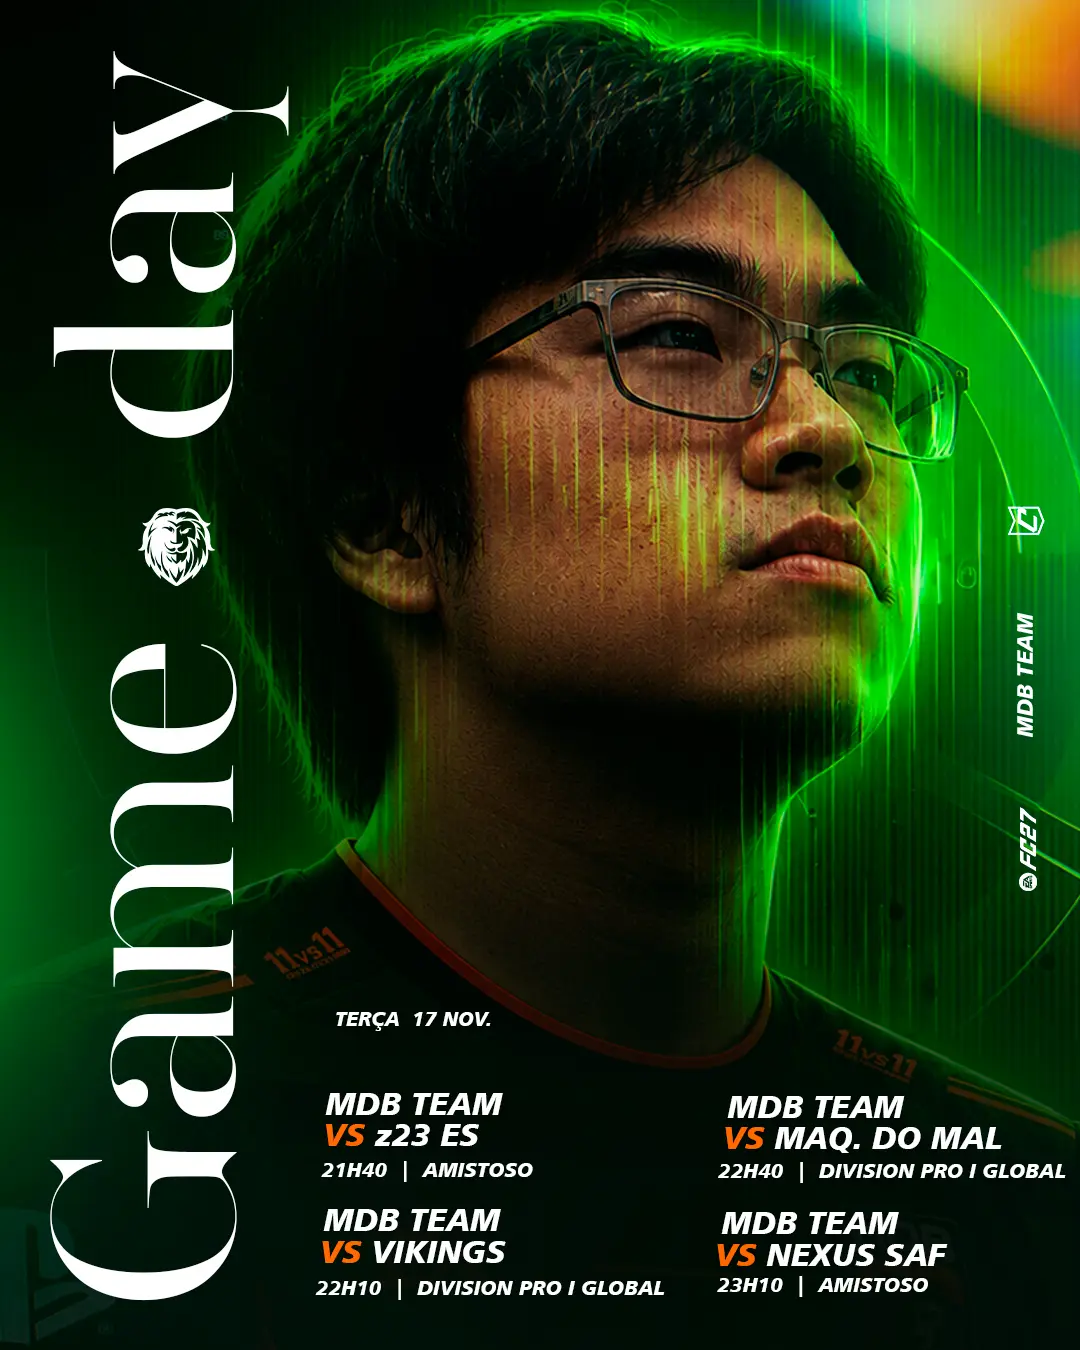 Game day
MDB TEAM
FC27
11vs11
11vs11
TERÇA 17 NOV.
MDB TEAM
VS z23 ES
21H40 | AMISTOSO
MDB TEAM
VS VIKINGS
22H10 | DIVISION PRO I GLOBAL
MDB TEAM
VS MAQ. DO MAL
22H40 | DIVISION PRO I GLOBAL
MDB TEAM
VS NEXUS SAF
23H10 | AMISTOSO